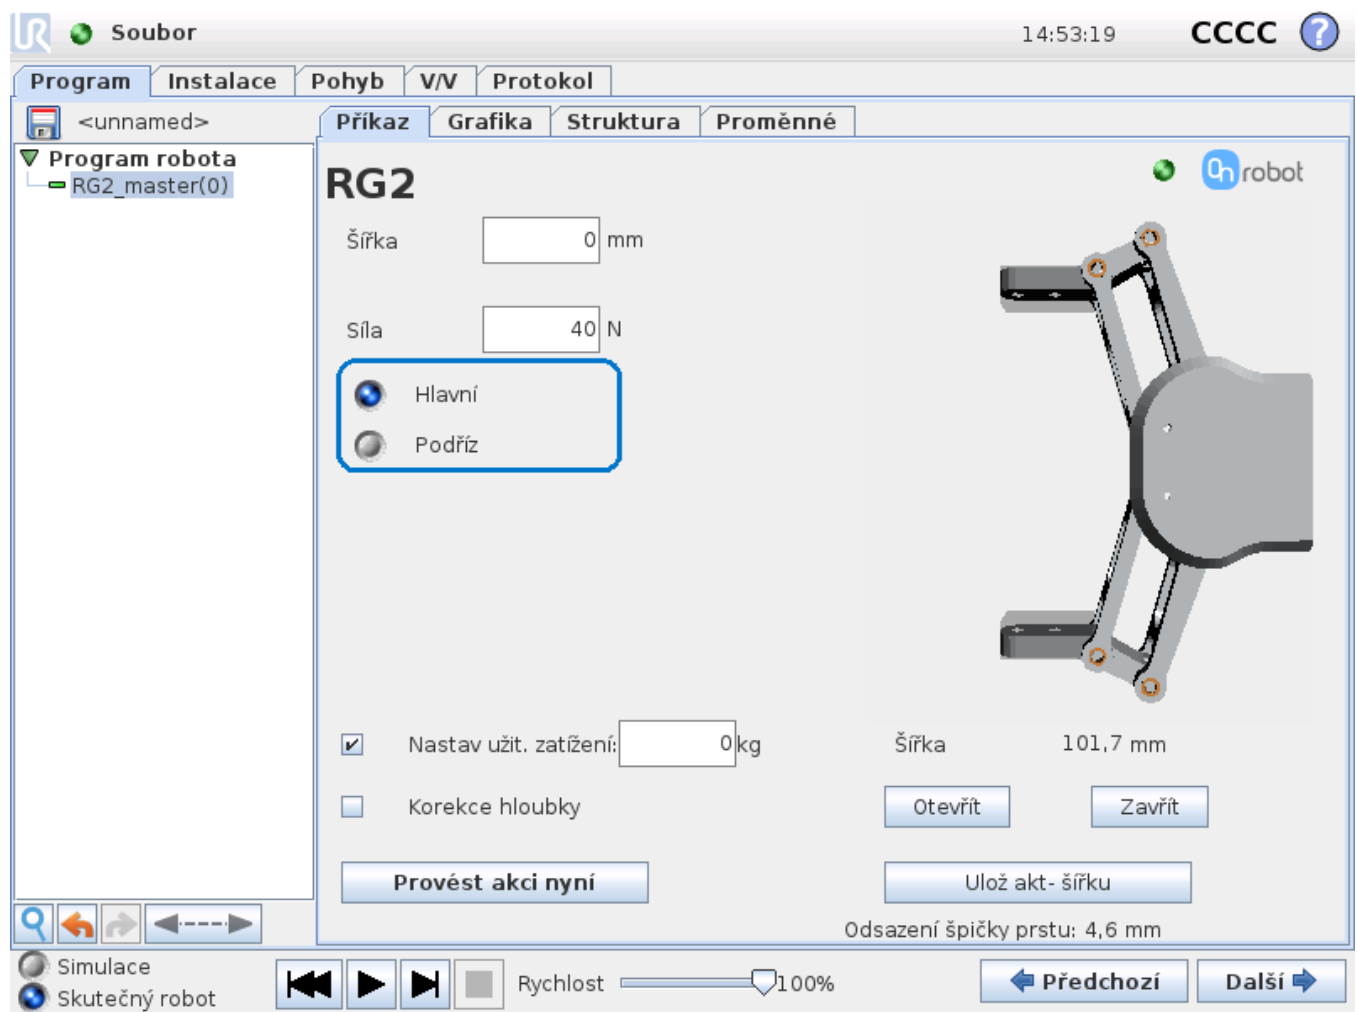 Soubor 14:53:19 CCCC ?
Program Instalace Pohyb V/V Protokol
<unnamed> Příkaz Grafika Struktura Proměnné
Program robota
RG2_master(0)
RG2
On robot
Šířka 0 mm
Síla 40 N
Hlavní
Podříz
Nastav užit. zatížení: 0 kg Šířka 101,7 mm
Korekce hloubky Otevřít Zavřít
Provést akci nyní Ulož akt- šířku
Odsazení špičky prstu: 4,6 mm
Simulace
Skutečný robot
Rychlost 100% Předchozí Další